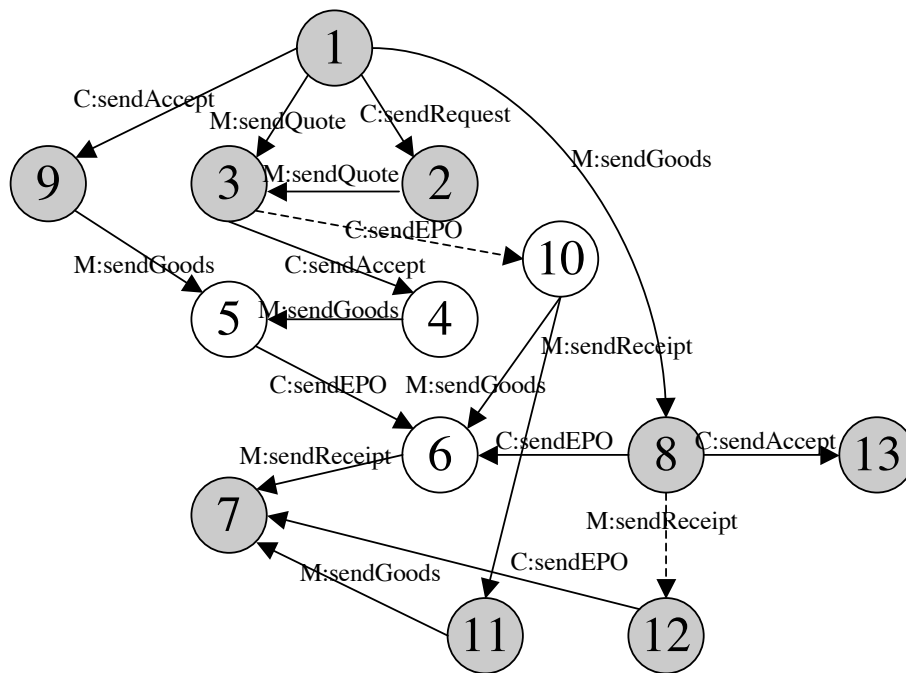 1
C:sendAccept
M:sendQuote
C:sendRequest
M:sendGoods
9
3
M:sendQuote
2
C:sendEPO
10
M:sendGoods
C:sendAccept
5
M:sendGoods
4
M:sendReceipt
C:sendEPO
M:sendGoods
M:sendReceipt
6
C:sendEPO
8
C:sendAccept
13
7
M:sendReceipt
C:sendEPO
M:sendGoods
11
12